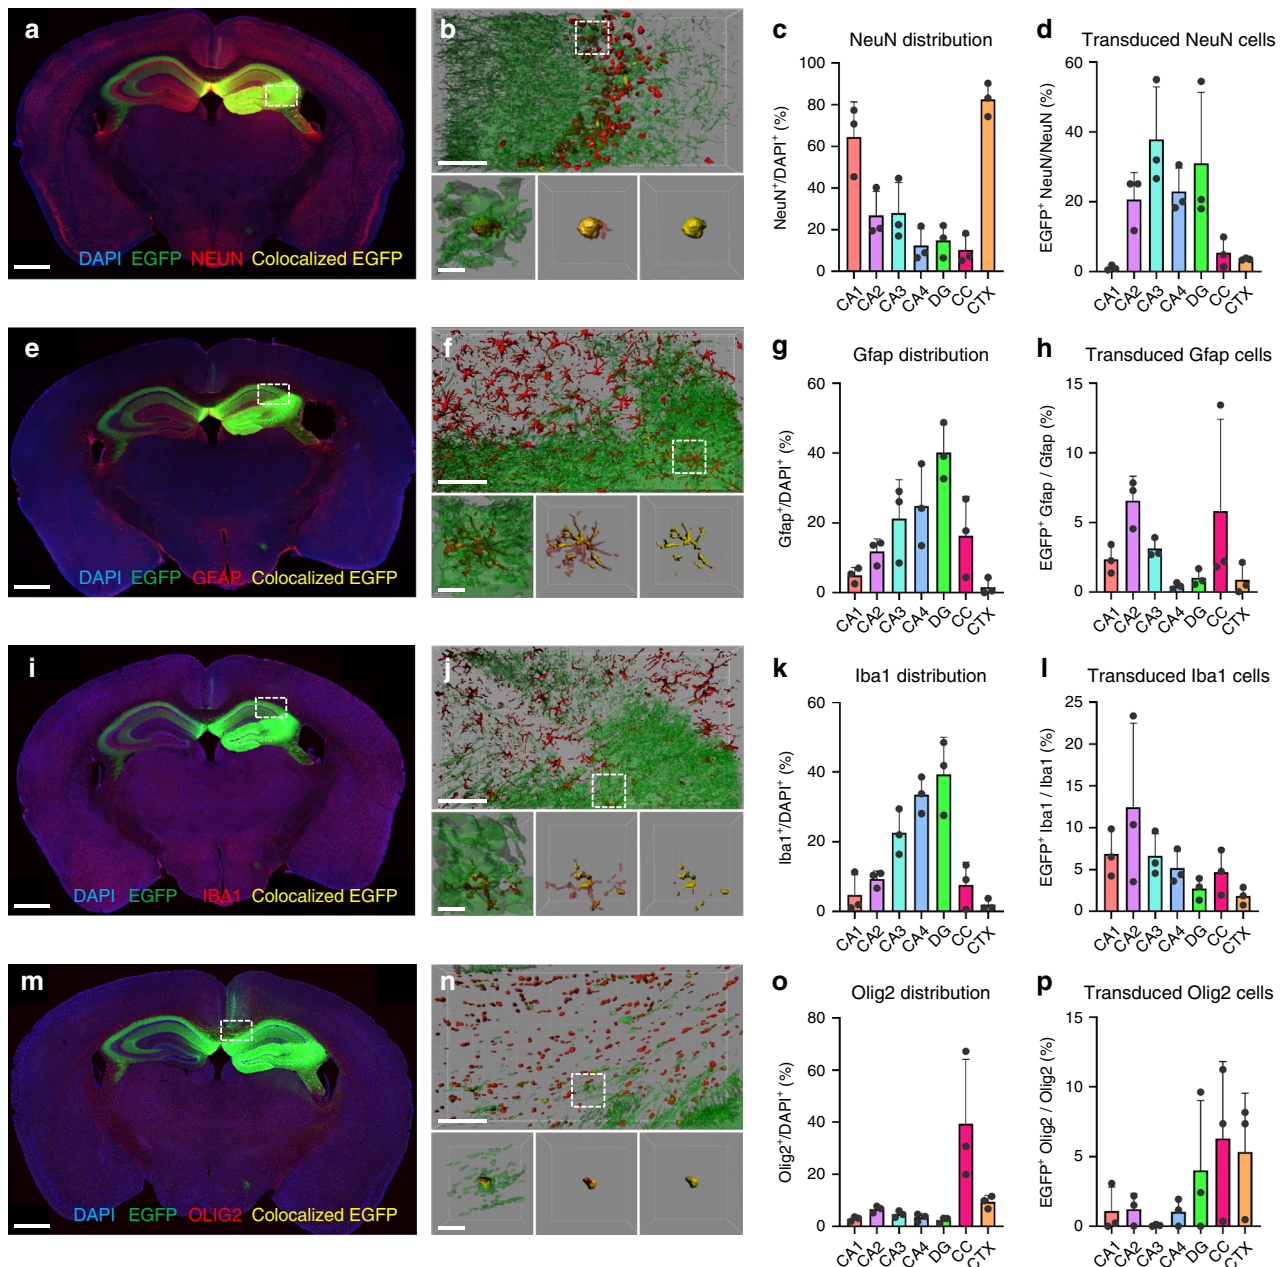 a
DAPI EGFP NEUN Colocalized EGFP
b
c NeuN distribution
NeuN+/DAPI+ (%)
100
80
60
40
20
0
CA1 CA2 CA3 CA4 DG CC CTX
d Transduced NeuN cells
EGFP+ NeuN/NeuN (%)
60
40
20
0
CA1 CA2 CA3 CA4 DG CC CTX
e
DAPI EGFP GFAP Colocalized EGFP
f
g Gfap distribution
Gfap+/DAPI+ (%)
60
40
20
0
CA1 CA2 CA3 CA4 DG CC CTX
h Transduced Gfap cells
EGFP+ Gfap / Gfap (%)
15
10
5
0
CA1 CA2 CA3 CA4 DG CC CTX
i
DAPI EGFP IBA1 Colocalized EGFP
j
k Iba1 distribution
Iba1+/DAPI+ (%)
60
40
20
0
CA1 CA2 CA3 CA4 DG CC CTX
l Transduced Iba1 cells
EGFP+ Iba1 / Iba1 (%)
25
20
15
10
5
0
CA1 CA2 CA3 CA4 DG CC CTX
m
DAPI EGFP OLIG2 Colocalized EGFP
n
o Olig2 distribution
Olig2+/DAPI+ (%)
80
60
40
20
0
CA1 CA2 CA3 CA4 DG CC CTX
p Transduced Olig2 cells
EGFP+ Olig2 / Olig2 (%)
15
10
5
0
CA1 CA2 CA3 CA4 DG CC CTX